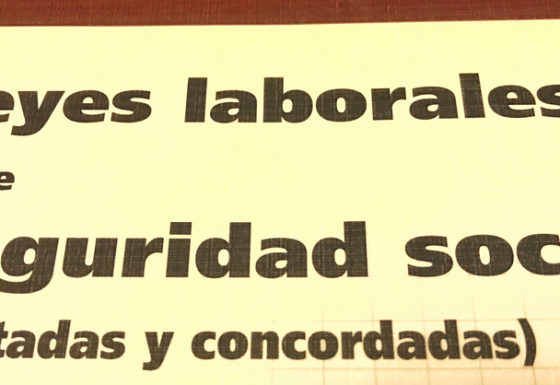 eyes laborales
e
guridad soc
tadas y concordadas)